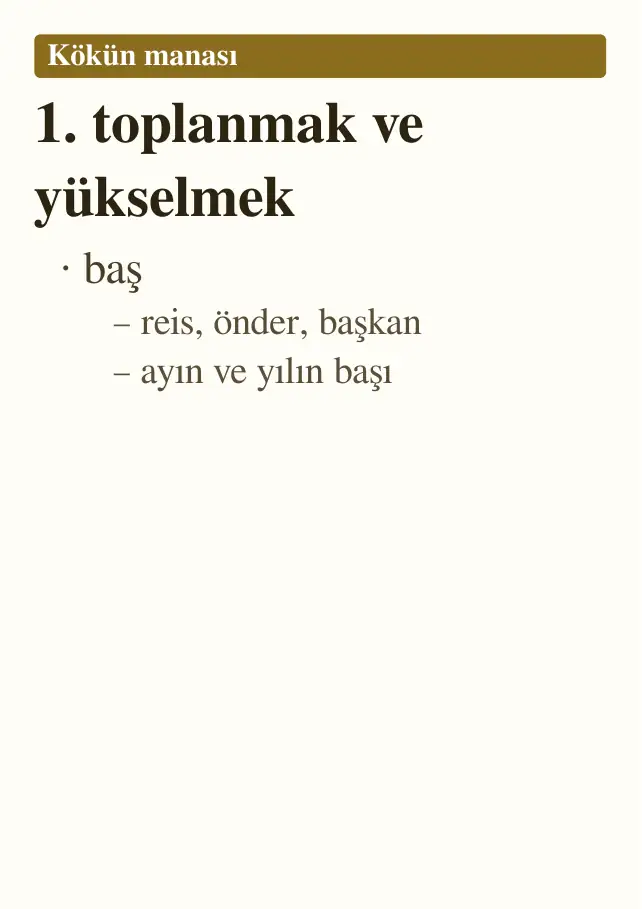 Kökün manası
1. toplanmak ve
yükselmek
· baş
– reis, önder, başkan
– ayın ve yılın başı